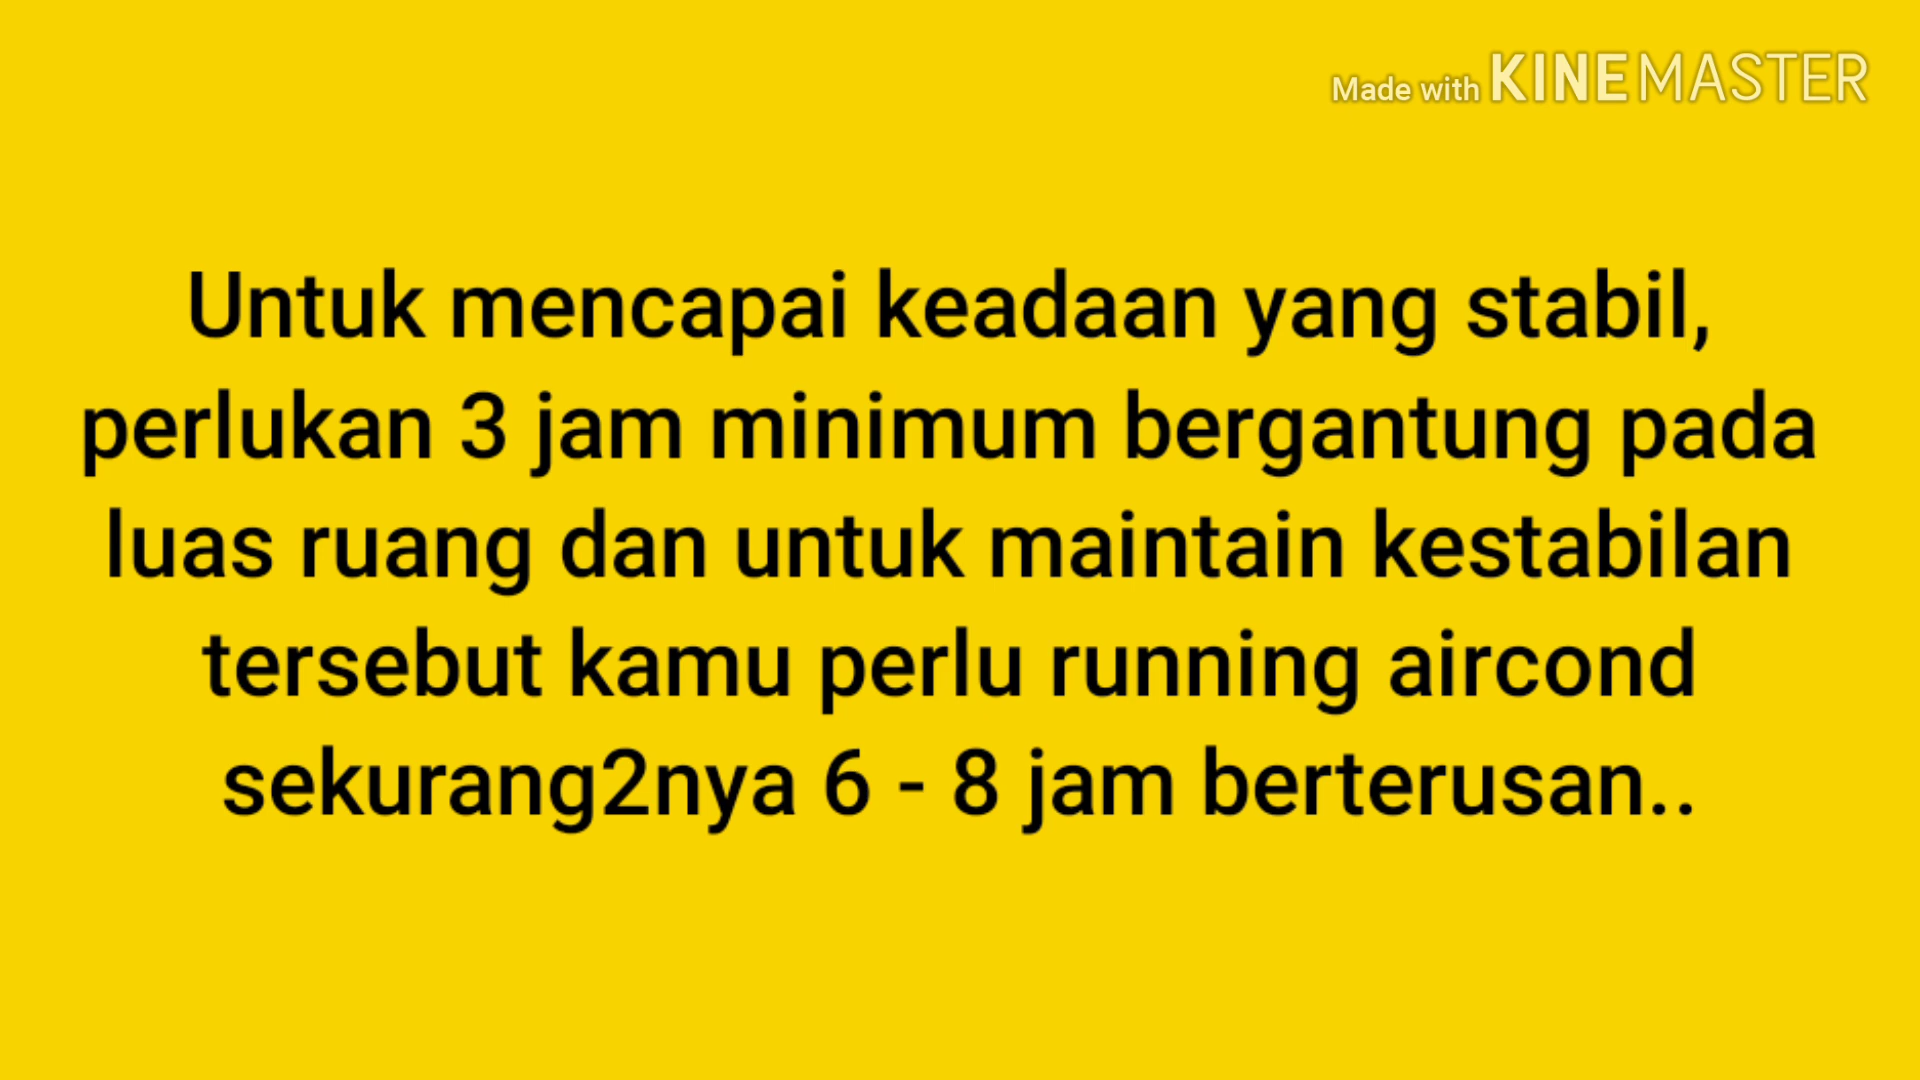 Made with KINEMASTER
Untuk mencapai keadaan yang stabil,
perlukan 3 jam minimum bergantung pada
luas ruang dan untuk maintain kestabilan
tersebut kamu perlu running aircond
sekurang2nya 6 - 8 jam berterusan..